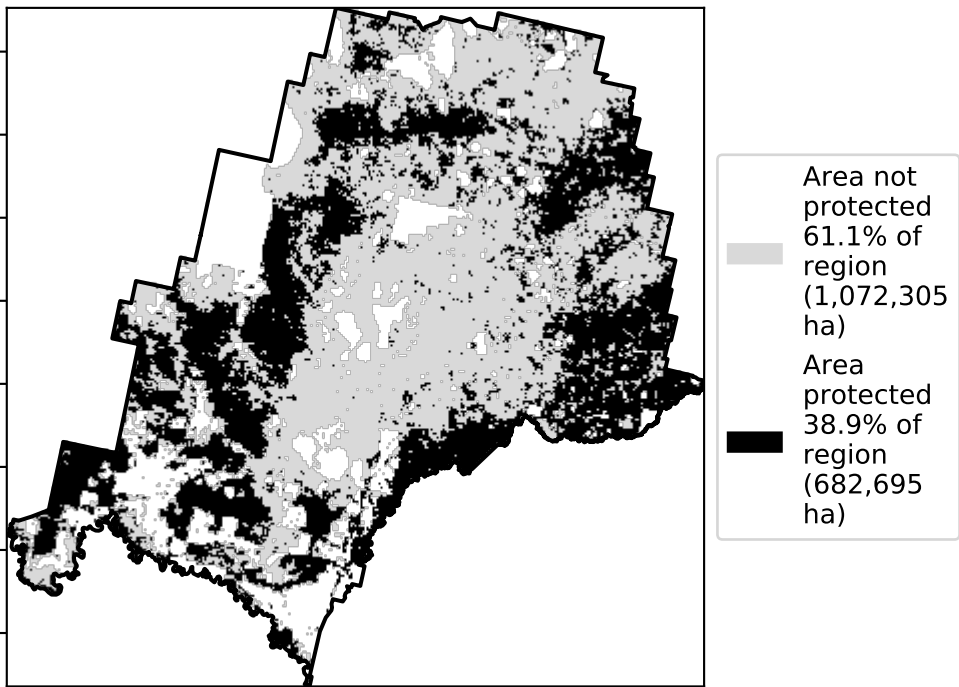 Area not
protected
61.1% of
region
(1,072,305
ha)
Area
protected
38.9% of
region
(682,695
ha)